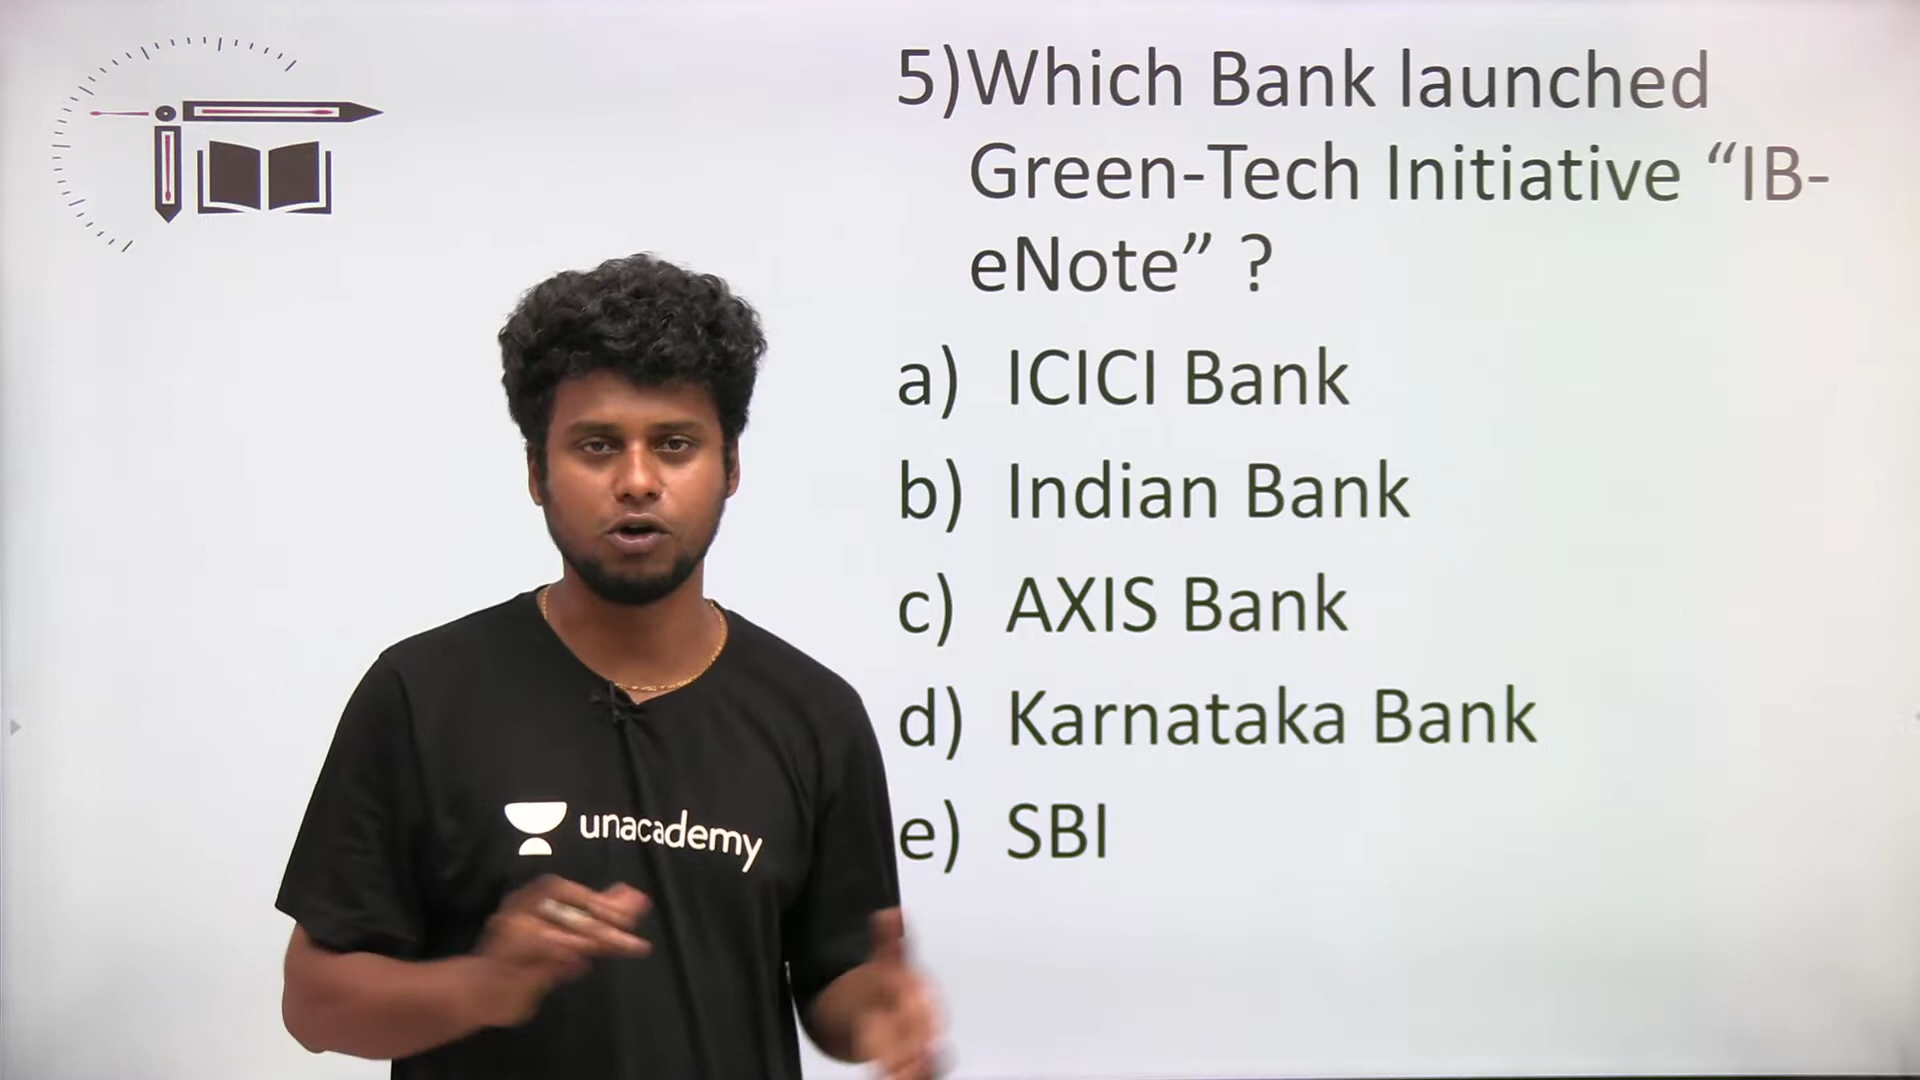 5)Which Bank launched
Green-Tech Initiative “IB-
eNote” ?
a) ICICI Bank
b) Indian Bank
c) AXIS Bank
d) Karnataka Bank
e) SBI
unacademy